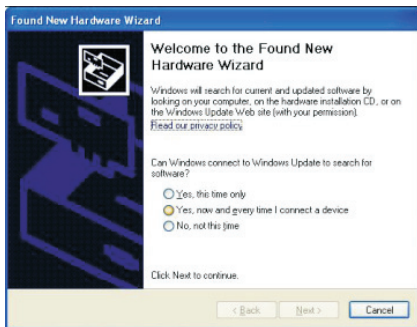 Found New Hardware Wizard
Welcome to the Found New
Hardware Wizard
Windows will search for current and updated software by
looking on your computer, on the hardware installation CD, or on
the Windows Update Web site (with your permission).
Read our privacy policy
Can Windows connect to Windows Update to search for
software?
Yes, this time only
Yes, now and every time I connect a device
No, not this time
Click Next to continue.
< Back
Next >
Cancel